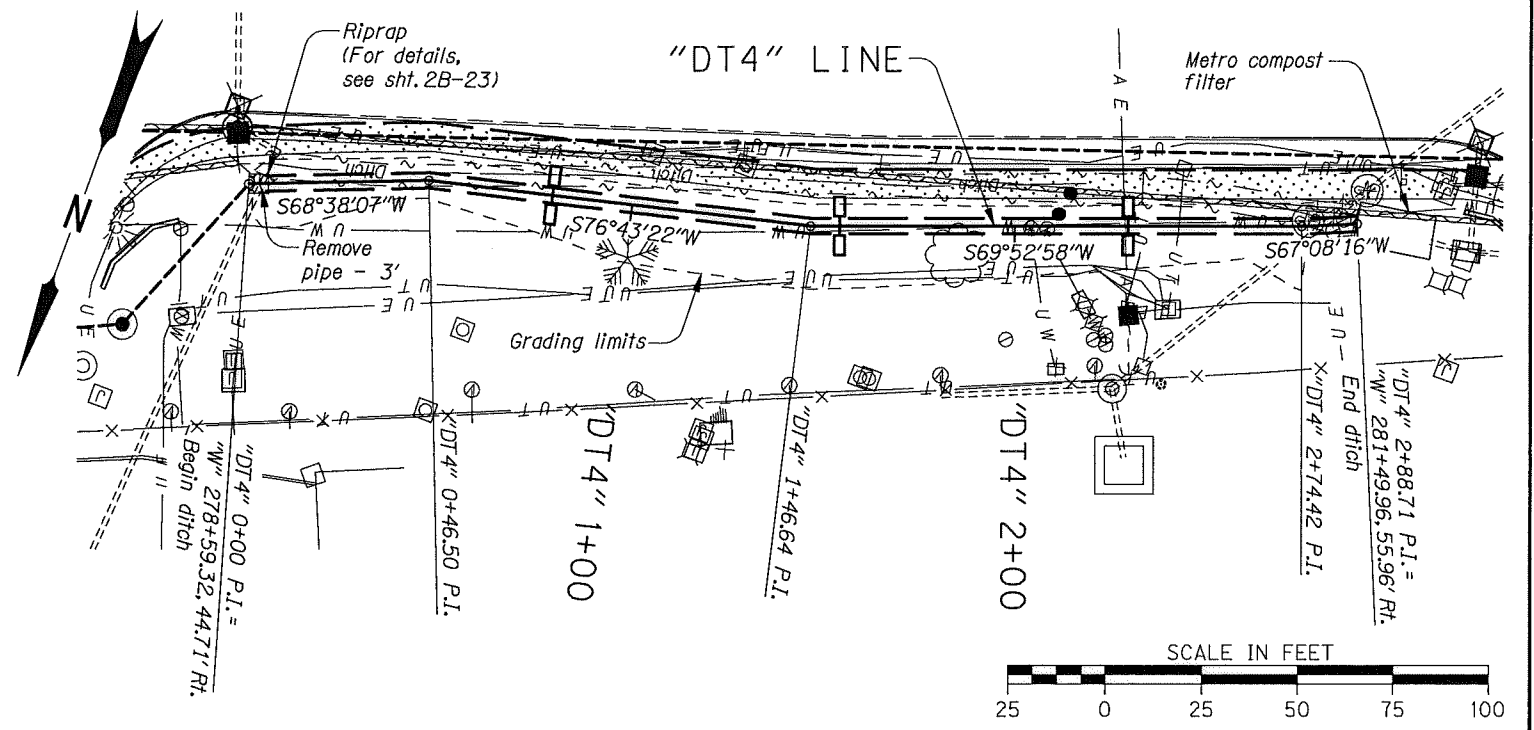 Riprap
(For details,
see sht. 2B-23)
"DT4" LINE
Metro compost
filter
A E
N
Ditch
Ditch
Ditch
S68°38'07"W
S76°43'22"W
S69°52'58"W
S67°08'16"W
Remove
pipe - 3'
Grading limits
U W
U T
U E
U T
U E
U T
U W
U T
U T
U E
"DT4" 0+00 P.I. =
"W" 278+59.32, 44.71' Rt.
Begin ditch
"DT4" 0+46.50 P.I.
"DT4" 1+00
"DT4" 1+46.64 P.I.
"DT4" 2+00
"DT4" 2+74.42 P.I.
"DT4" 2+88.71 P.I. =
"W" 281+49.96, 55.96' Rt.
End dtich
SCALE IN FEET
25 0 25 50 75 100